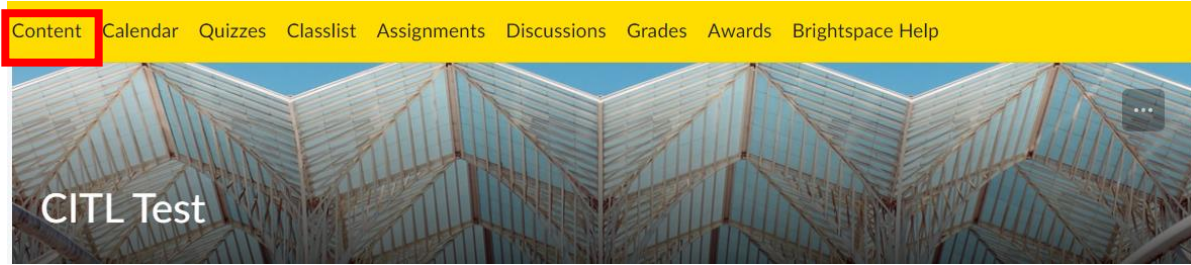 Content Calendar Quizzes Classlist Assignments Discussions Grades Awards Brightspace Help
CITL Test